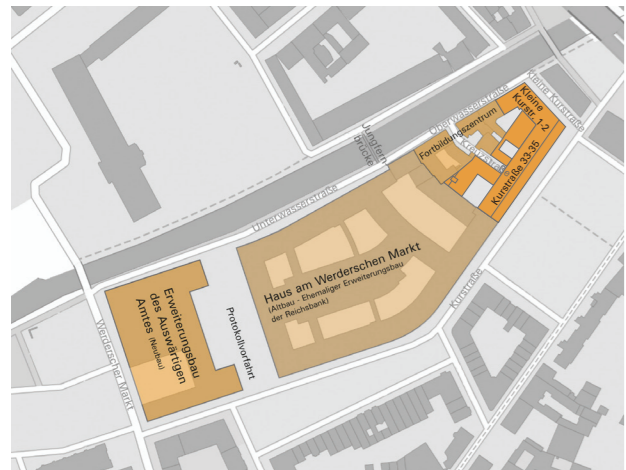 Kleine Kurstraße
Kleine
Kurstr. 1-2
Oberwasserstraße
Fortbildungszentrum
Kreuzstraße
Kurstraße 33-35
Jungfern
brücke
Unterwasserstraße
Haus am Werderschen Markt
(Altbau - Ehemaliger Erweiterungsbau
der Reichsbank)
Kurstraße
Erweiterungsbau
des Auswärtigen
Amtes (Neubau)
Protokollvorfahrt
Werderscher Markt